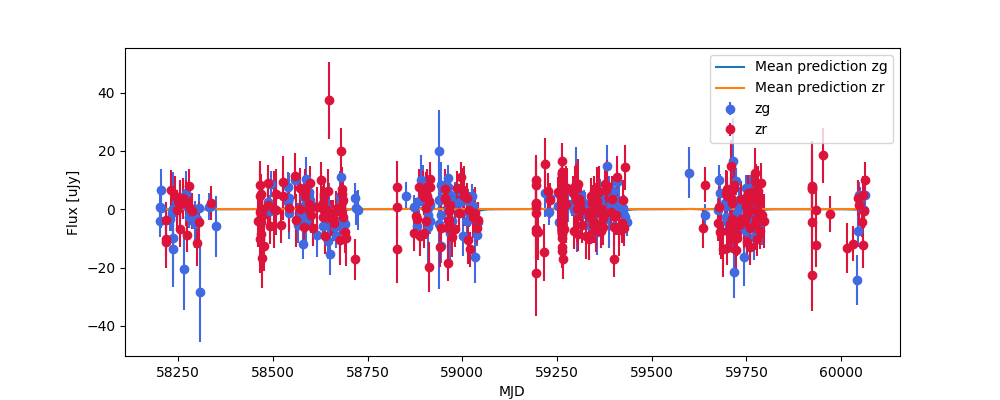 Mean prediction zg
Mean prediction zr
zg
zr
Flux [uJy]
40
20
0
−20
−40
58250
58500
58750
59000
59250
59500
59750
60000
MJD